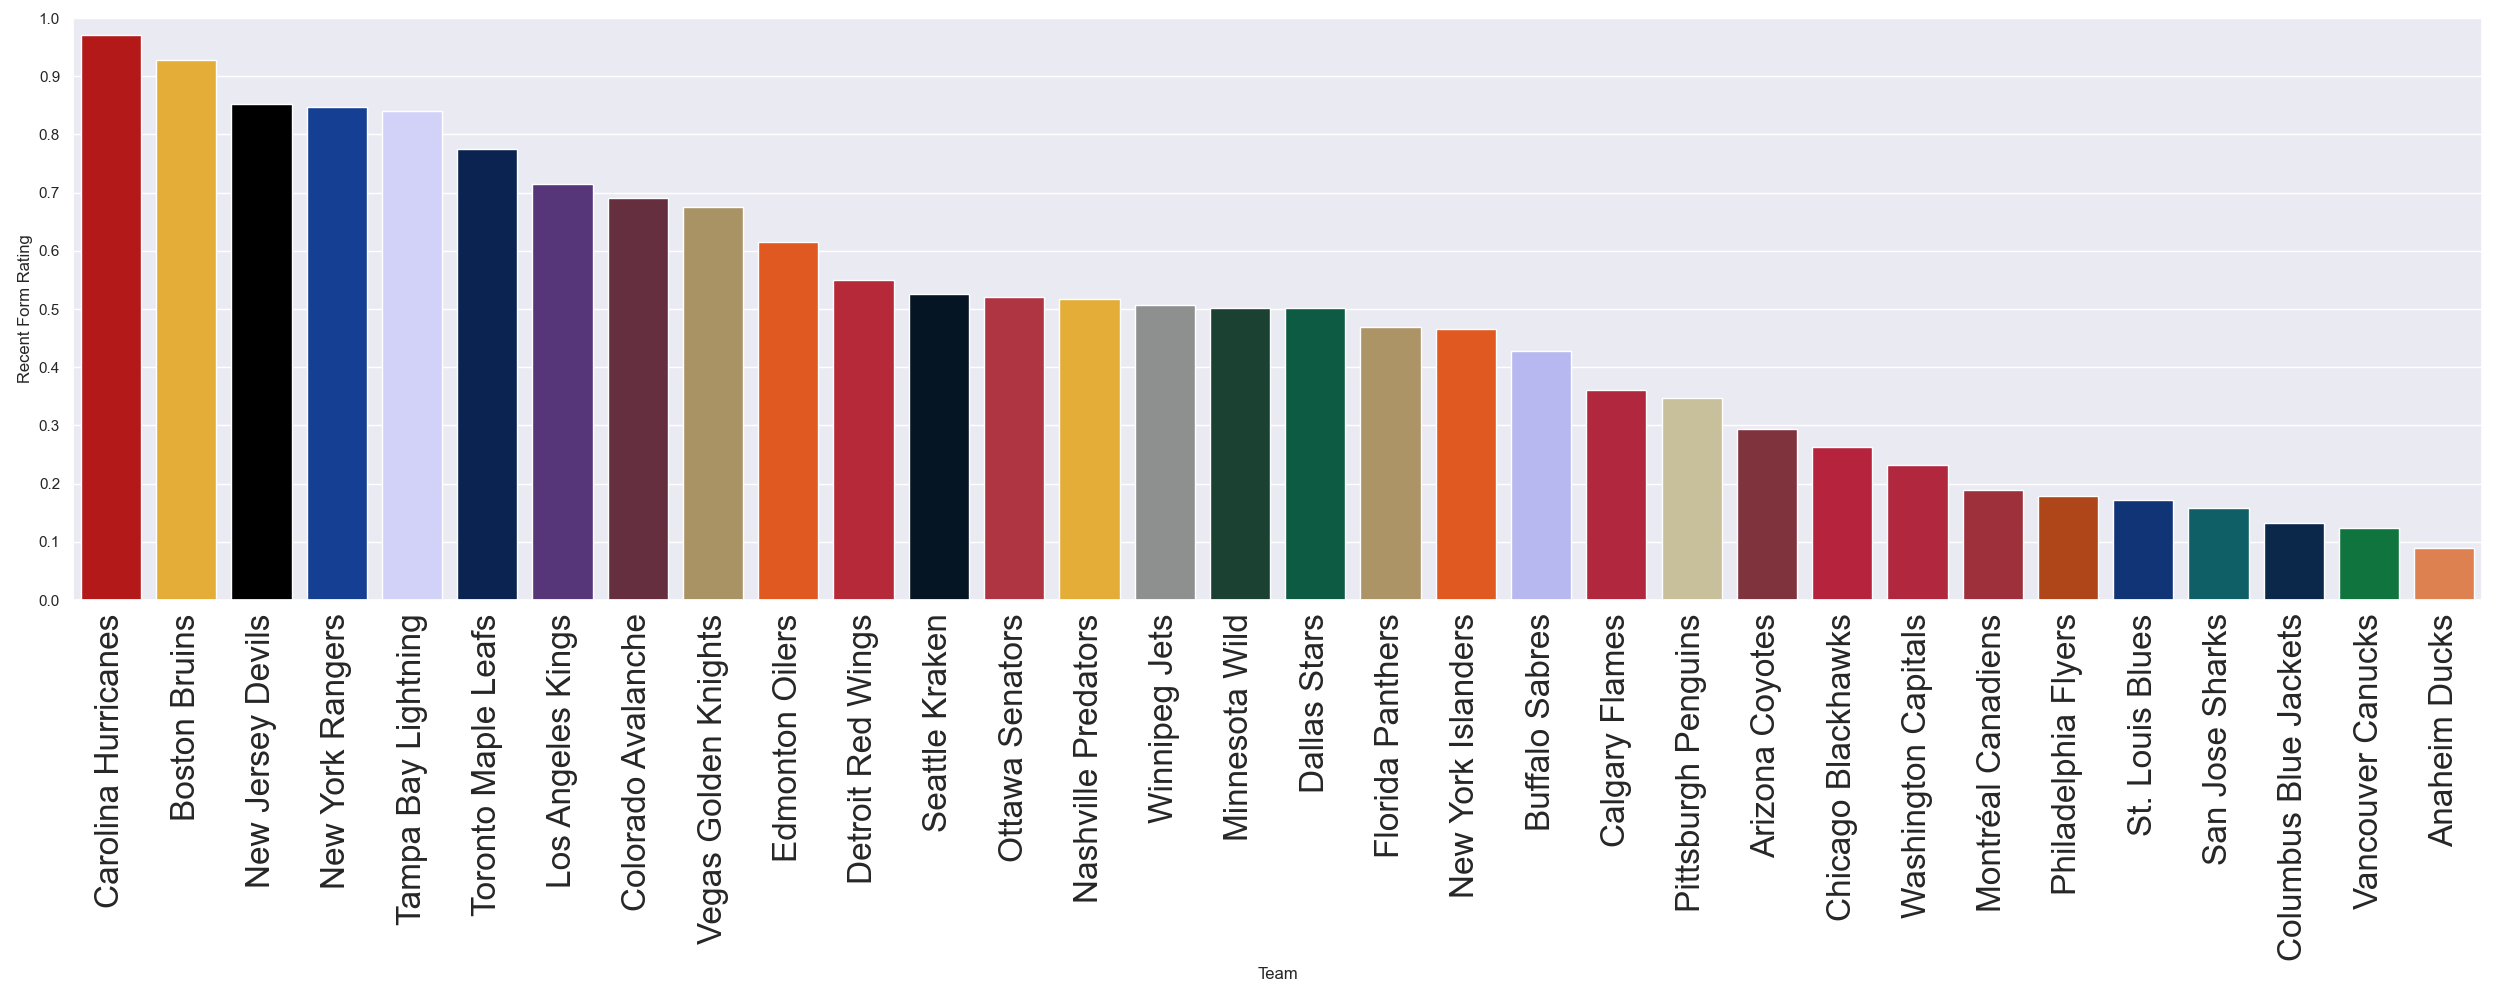 1.0
0.9
0.8
0.7
0.6
0.5
0.4
0.3
0.2
0.1
0.0
Recent Form Rating
Carolina Hurricanes
Boston Bruins
New Jersey Devils
New York Rangers
Tampa Bay Lightning
Toronto Maple Leafs
Los Angeles Kings
Colorado Avalanche
Vegas Golden Knights
Edmonton Oilers
Detroit Red Wings
Seattle Kraken
Ottawa Senators
Nashville Predators
Winnipeg Jets
Minnesota Wild
Dallas Stars
Florida Panthers
New York Islanders
Buffalo Sabres
Calgary Flames
Pittsburgh Penguins
Arizona Coyotes
Chicago Blackhawks
Washington Capitals
Montréal Canadiens
Philadelphia Flyers
St. Louis Blues
San Jose Sharks
Columbus Blue Jackets
Vancouver Canucks
Anaheim Ducks
Team